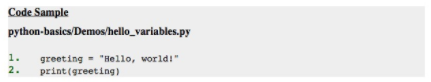 Code Sample
python-basics/Demos/hello_variables.py
1. greeting = "Hello, world!"
2. print(greeting)